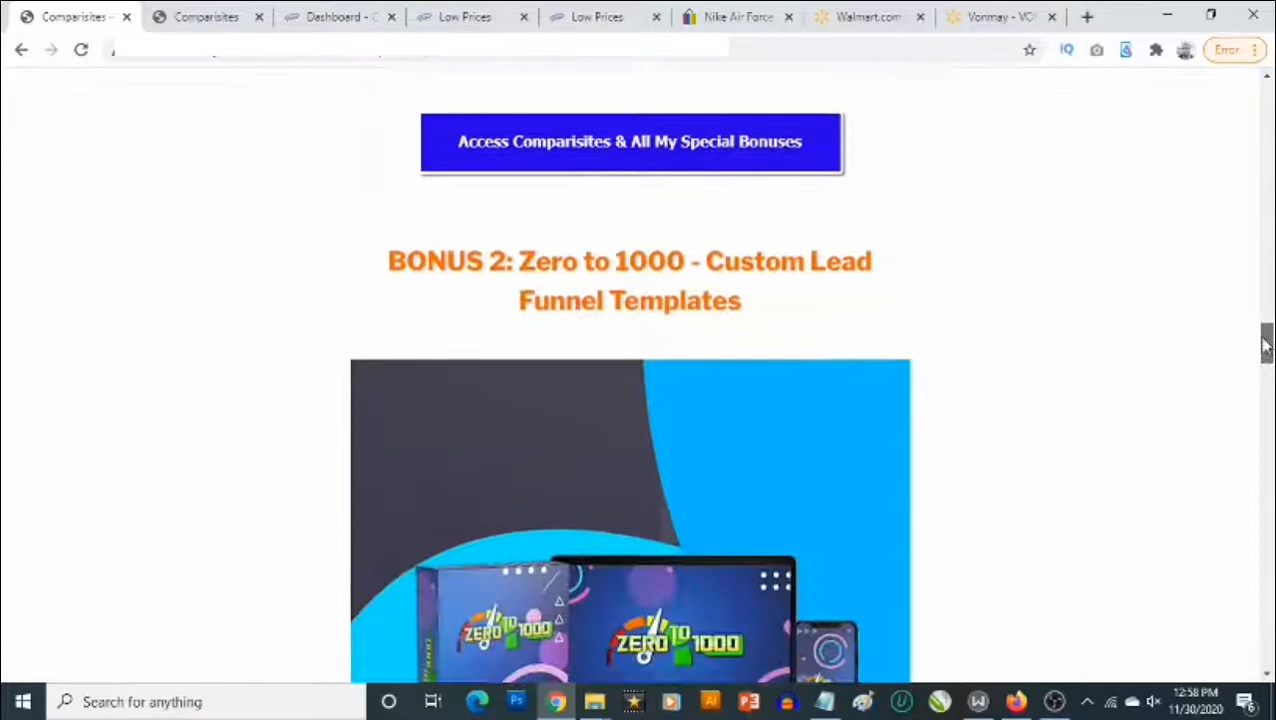 Comparisites –
Comparisites
Dashboard - C
Low Prices
Low Prices
Nike Air Force
Walmart.com
Vonmay - VO
Error
Access Comparisites & All My Special Bonuses
BONUS 2: Zero to 1000 - Custom Lead
Funnel Templates
ZERO TO 1000
ZERO TO 1000
Search for anything
12:58 PM
11/30/2020